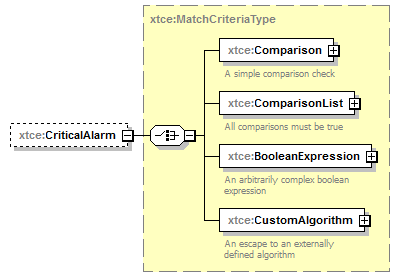 xtce:MatchCriteriaType
xtce:Comparison
A simple comparison check
xtce:ComparisonList
All comparisons must be true
xtce:CriticalAlarm
xtce:BooleanExpression
An arbitrarily complex boolean
expression
xtce:CustomAlgorithm
An escape to an externally
defined algorithm